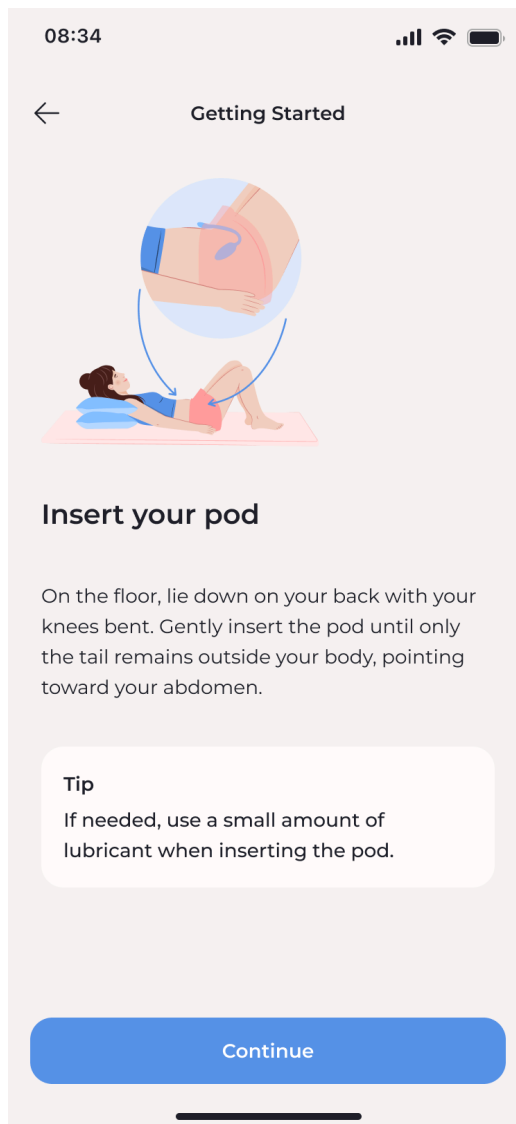 08:34
Getting Started
Insert your pod
On the floor, lie down on your back with your
knees bent. Gently insert the pod until only
the tail remains outside your body, pointing
toward your abdomen.
Tip
If needed, use a small amount of
lubricant when inserting the pod.
Continue